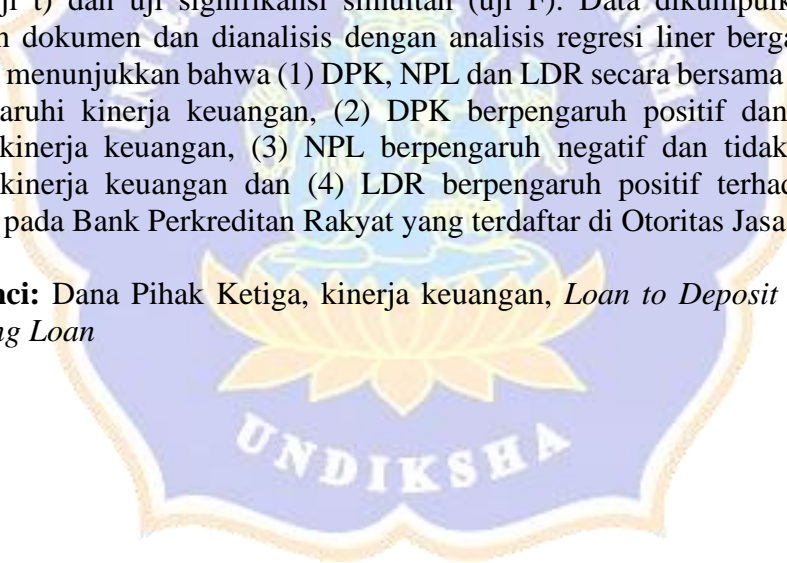 ji t) dan uji signifikansi simultan (uji F). Data dikumpulk
n dokumen dan dianalisis dengan analisis regresi liner berga
menunjukkan bahwa (1) DPK, NPL dan LDR secara bersama
aruhi kinerja keuangan, (2) DPK berpengaruh positif dan
kinerja keuangan, (3) NPL berpengaruh negatif dan tidak
kinerja keuangan dan (4) LDR berpengaruh positif terhad
pada Bank Perkreditan Rakyat yang terdaftar di Otoritas Jasa
nci: Dana Pihak Ketiga, kinerja keuangan, Loan to Deposit
ng Loan
UNDIKSHA